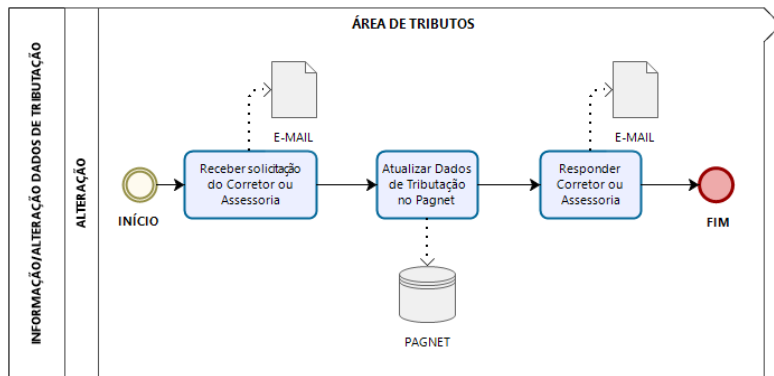 INFORMAÇÃO/ALTERAÇÃO DADOS DE TRIBUTAÇÃO
ALTERAÇÃO
ÁREA DE TRIBUTOS
E-MAIL
E-MAIL
INÍCIO
Receber solicitação
do Corretor ou
Assessoria
Atualizar Dados
de Tributação
no Pagnet
Responder
Corretor ou
Assessoria
FIM
PAGNET